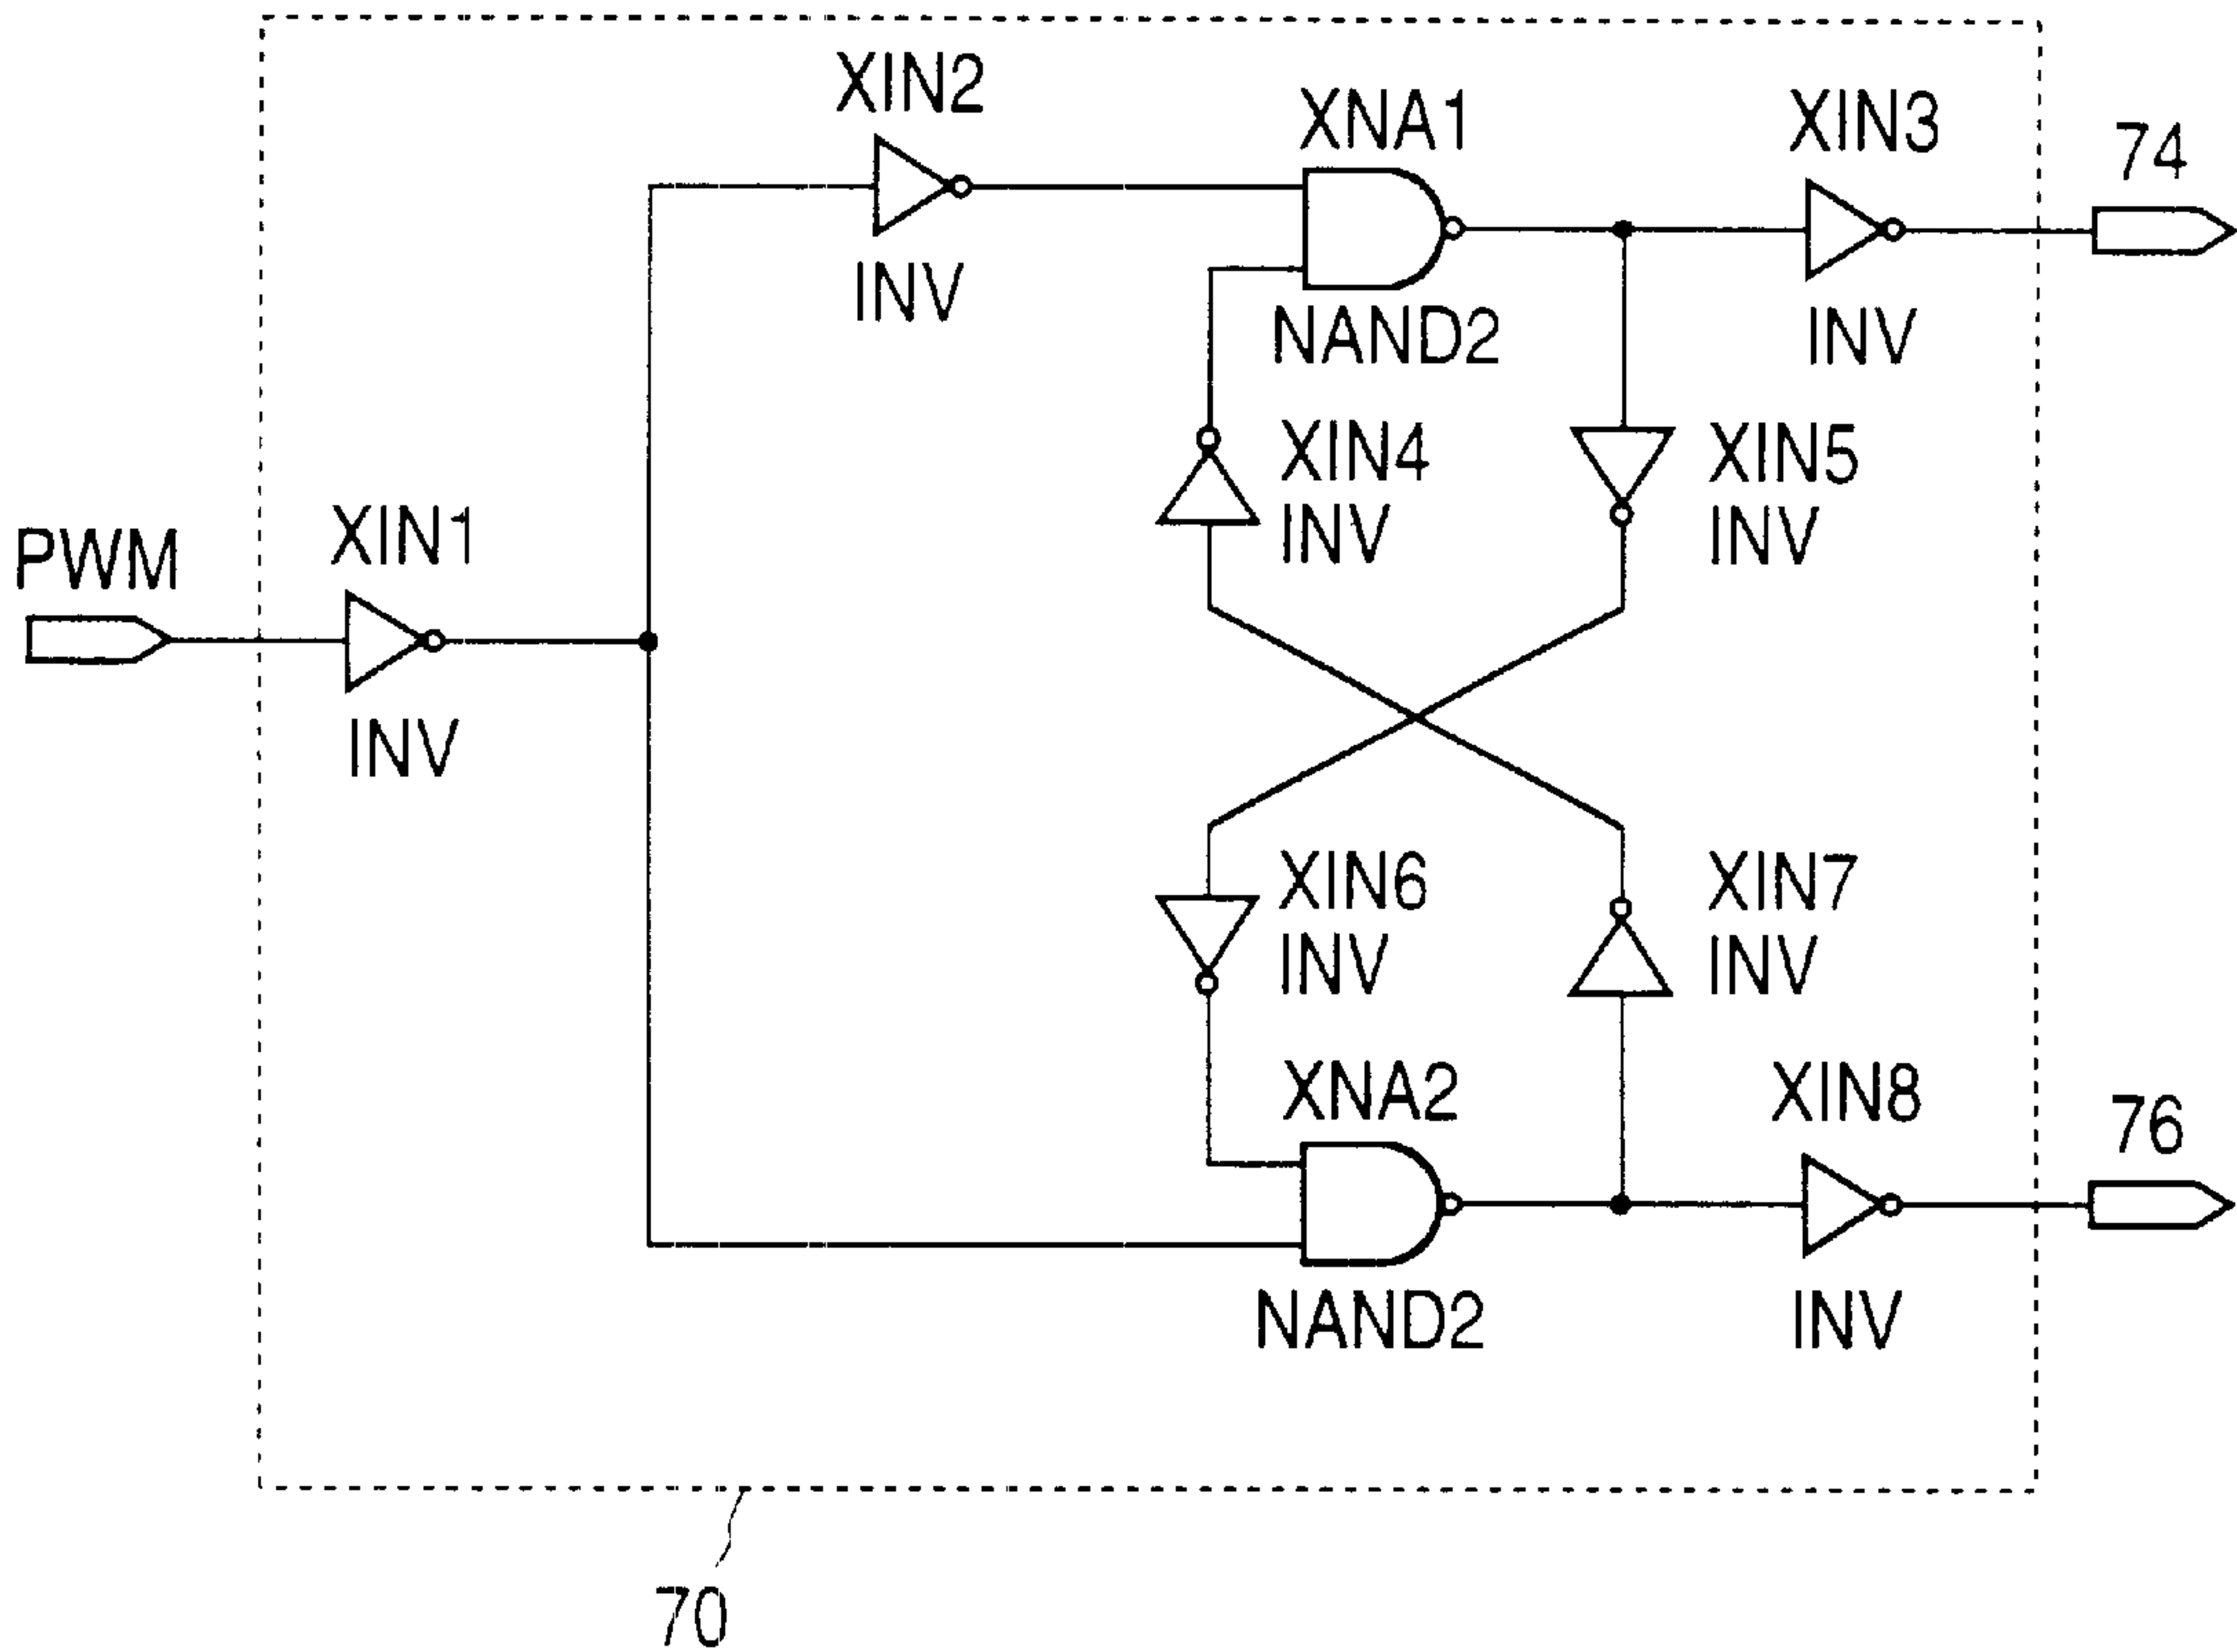 XIN2
XNA1
XIN3
74
INV
NAND2
INV
XIN4
INV
XIN5
INV
PWM
XIN1
INV
XIN6
INV
XIN7
INV
XNA2
XIN8
76
NAND2
INV
70